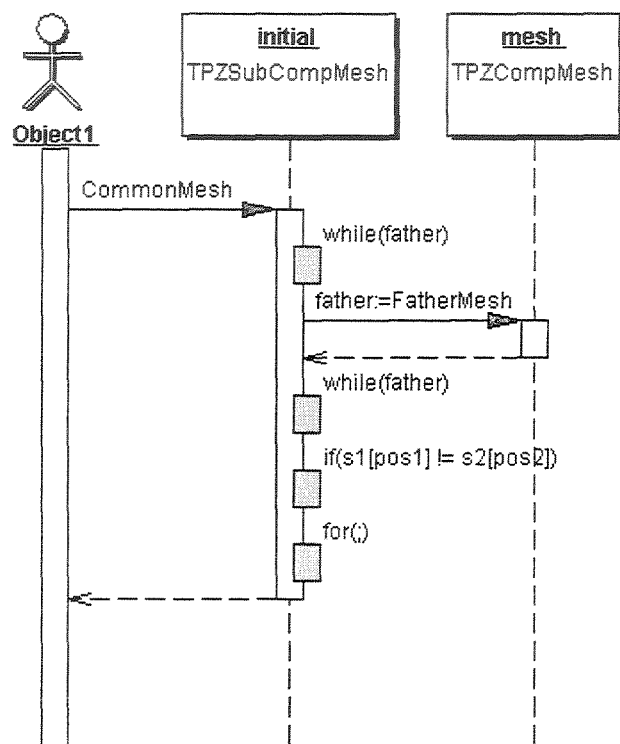 initial
TPZSubCompMesh
mesh
TPZCompMesh
Object1
CommonMesh
while(father)
father:=FatherMesh
while(father)
if(s1[pos1] != s2[pos2])
for(;)